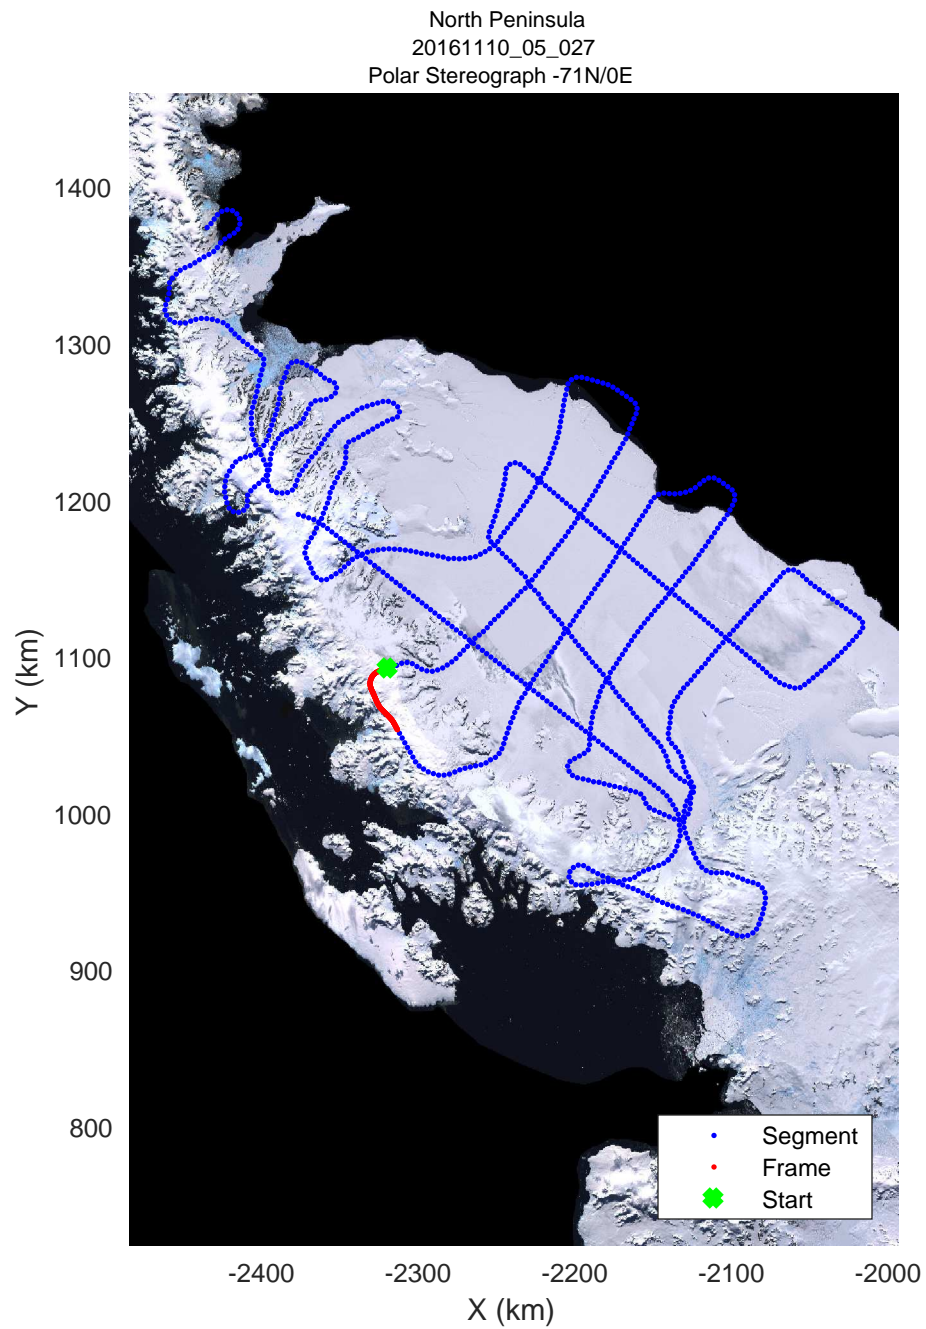 North Peninsula
20161110_05_027
Polar Stereograph -71N/0E
1400
1300
1200
1100
1000
900
800
Y (km)
Segment
Frame
Start
-2400 -2300 -2200 -2100 -2000
X (km)